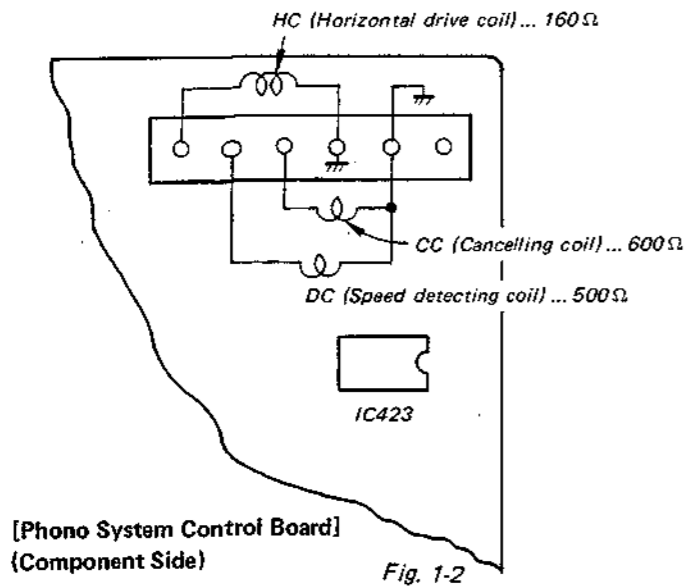 HC (Horizontal drive coil) ... 160Ω
CC (Cancelling coil) ... 600Ω
DC (Speed detecting coil) ... 500Ω
IC423
[Phono System Control Board]
(Component Side)
Fig. 1-2